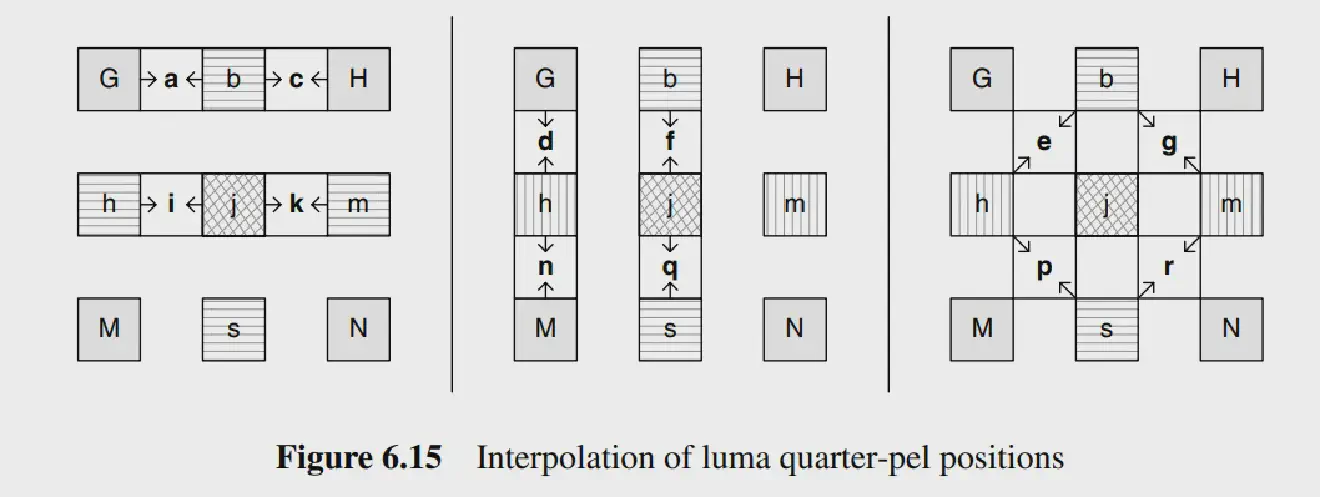 G a b c H G b H G b H
d f e g
h i j k m h j m h j m
n q p r
M s N M s N M s N
Figure 6.15 Interpolation of luma quarter-pel positions